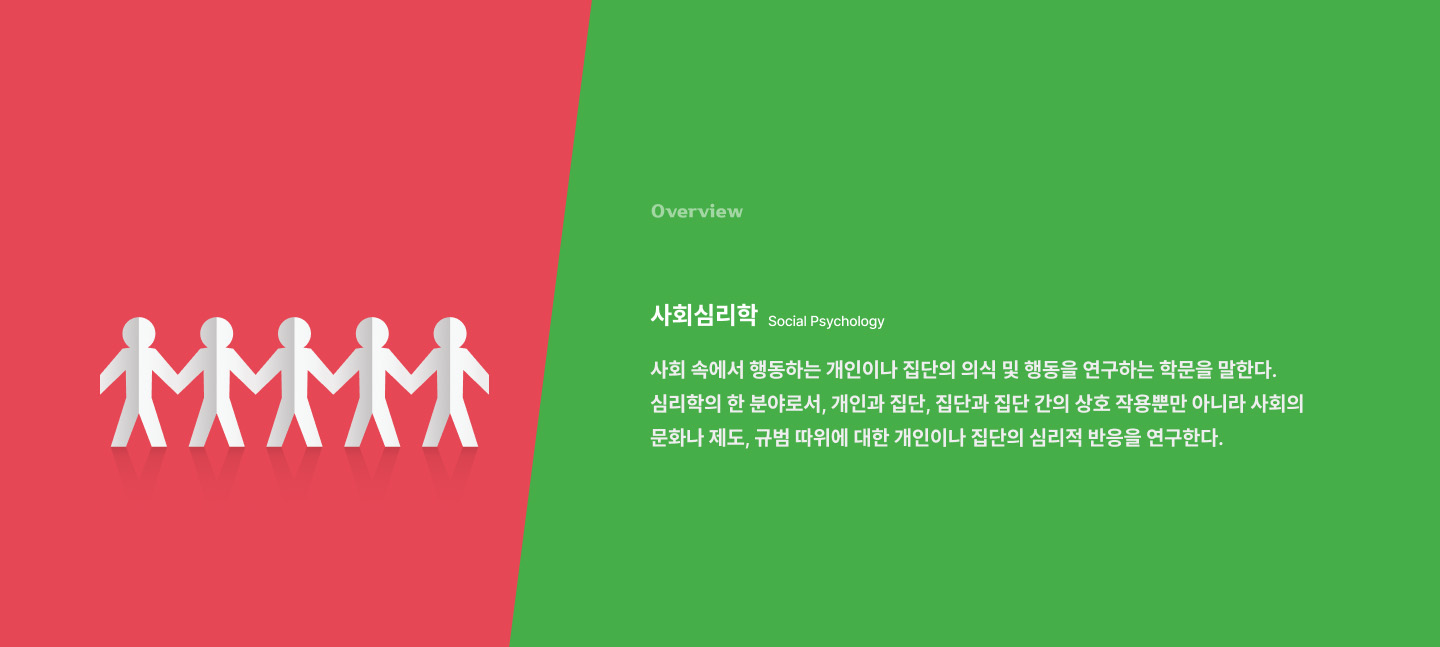 Overview
사회심리학 Social Psychology
사회 속에서 행동하는 개인이나 집단의 의식 및 행동을 연구하는 학문을 말한다.
심리학의 한 분야로서, 개인과 집단, 집단과 집단 간의 상호 작용뿐만 아니라 사회의
문화나 제도, 규범 따위에 대한 개인이나 집단의 심리적 반응을 연구한다.